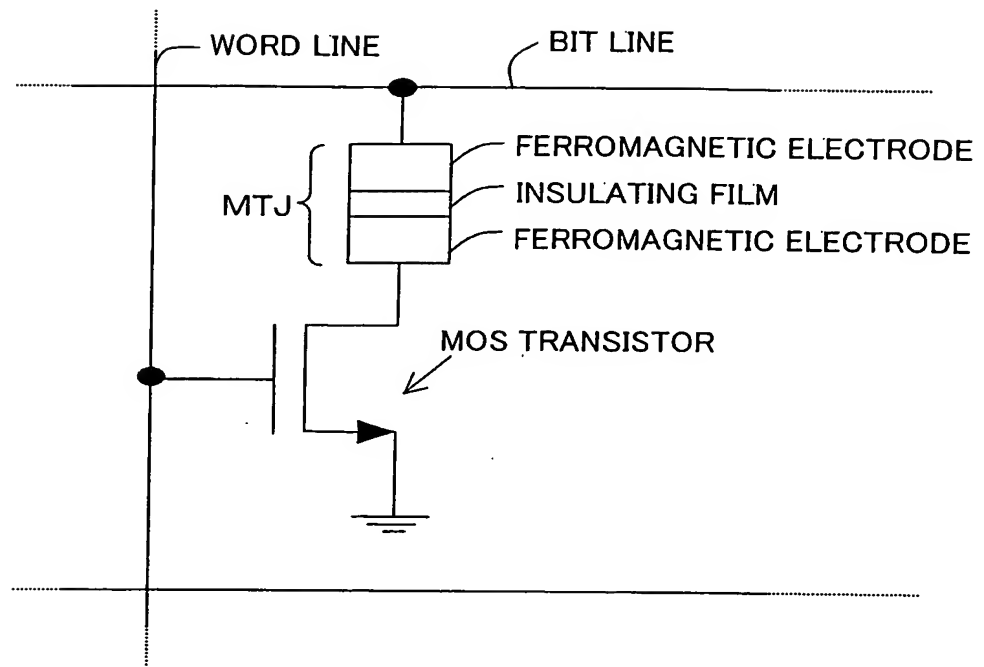 WORD LINE
BIT LINE
FERROMAGNETIC ELECTRODE
INSULATING FILM
MTJ
FERROMAGNETIC ELECTRODE
MOS TRANSISTOR